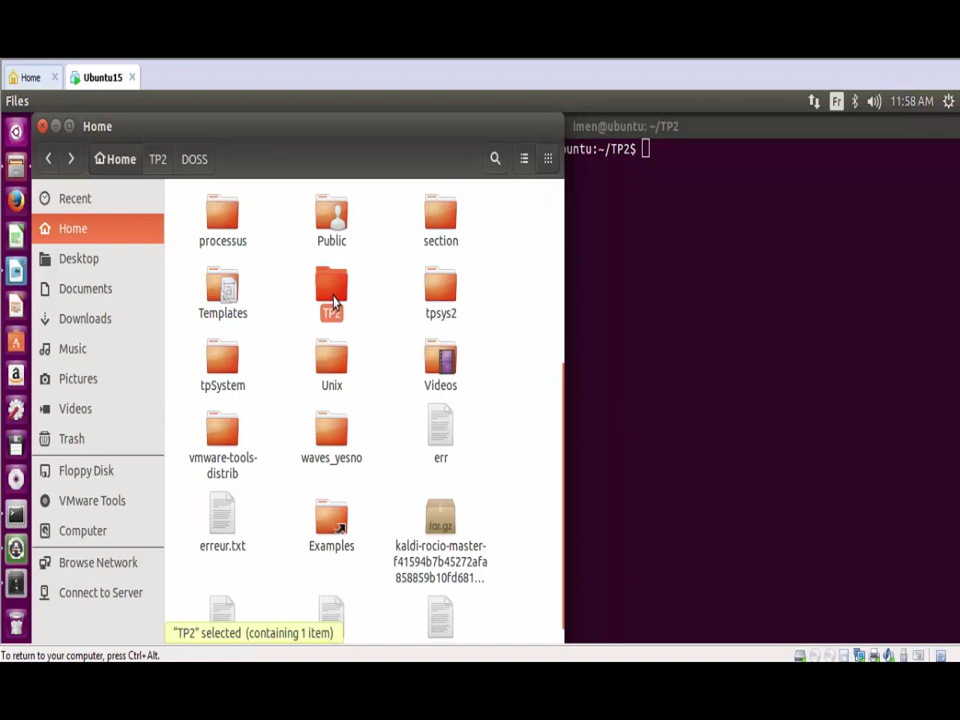 Home
Ubuntu15
Files
Fr
11:58 AM
Home
imen@ubuntu: ~/TP2
Home
TP2
DOSS
untu:~/TP2$
Recent
Home
Desktop
Documents
Downloads
Music
Pictures
Videos
Trash
Floppy Disk
VMware Tools
Computer
Browse Network
Connect to Server
processus
Public
section
Templates
TP2
tpsys2
tpSystem
Unix
Videos
vmware-tools-
distrib
waves_yesno
err
tar.gz
erreur.txt
Examples
kaldi-rocio-master-
f41594b7b45272afa
858859b10fd681...
"TP2" selected (containing 1 item)
To return to your computer, press Ctrl+Alt.